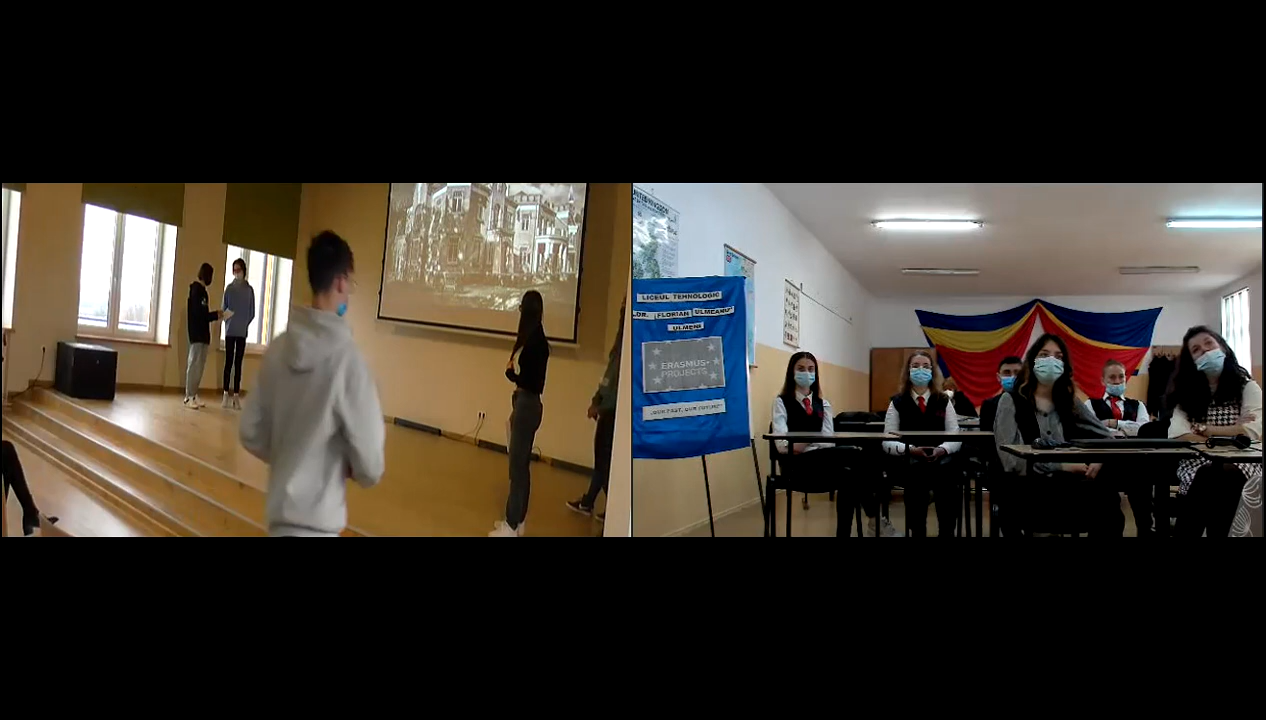 LICEUL TEHNOLOGIC
"DR. FLORIAN ULMEANU"
ULMENI
ERASMUS+
PROJECTS
"OUR PAST, OUR FUTURE"